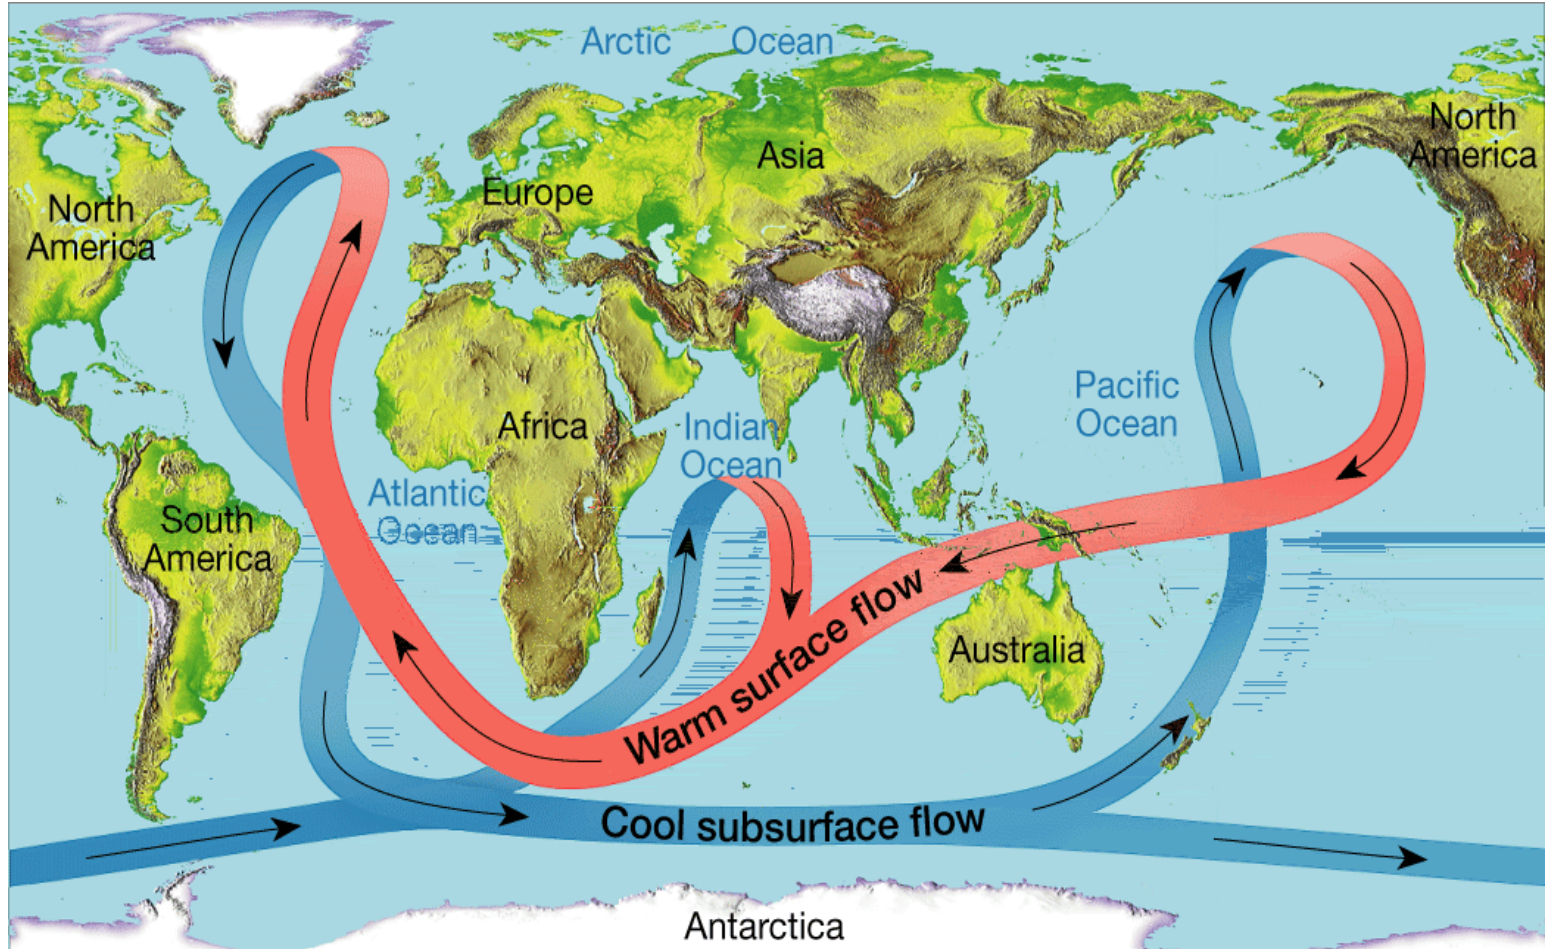 Arctic Ocean
North
America
Asia
Europe
North
America
Pacific
Ocean
Africa
Indian
Ocean
Atlantic
Ocean
South
America
Australia
Warm surface flow
Cool subsurface flow
Antarctica